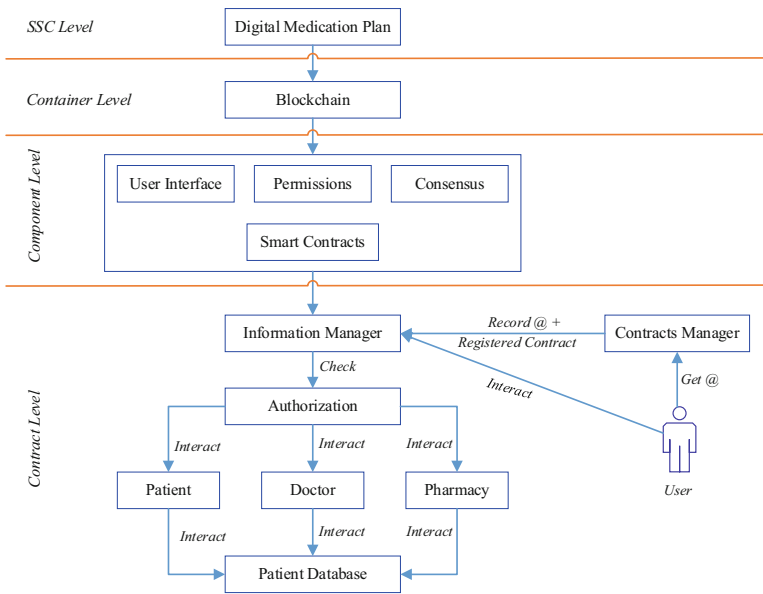 SSC Level
Digital Medication Plan
Container Level
Blockchain
Component Level
User Interface
Permissions
Consensus
Smart Contracts
Contract Level
Information Manager
Record @ +
Registered Contract
Contracts Manager
Check
Interact
Get @
Authorization
Interact
Interact
Interact
Patient
Doctor
Pharmacy
User
Interact
Interact
Interact
Patient Database